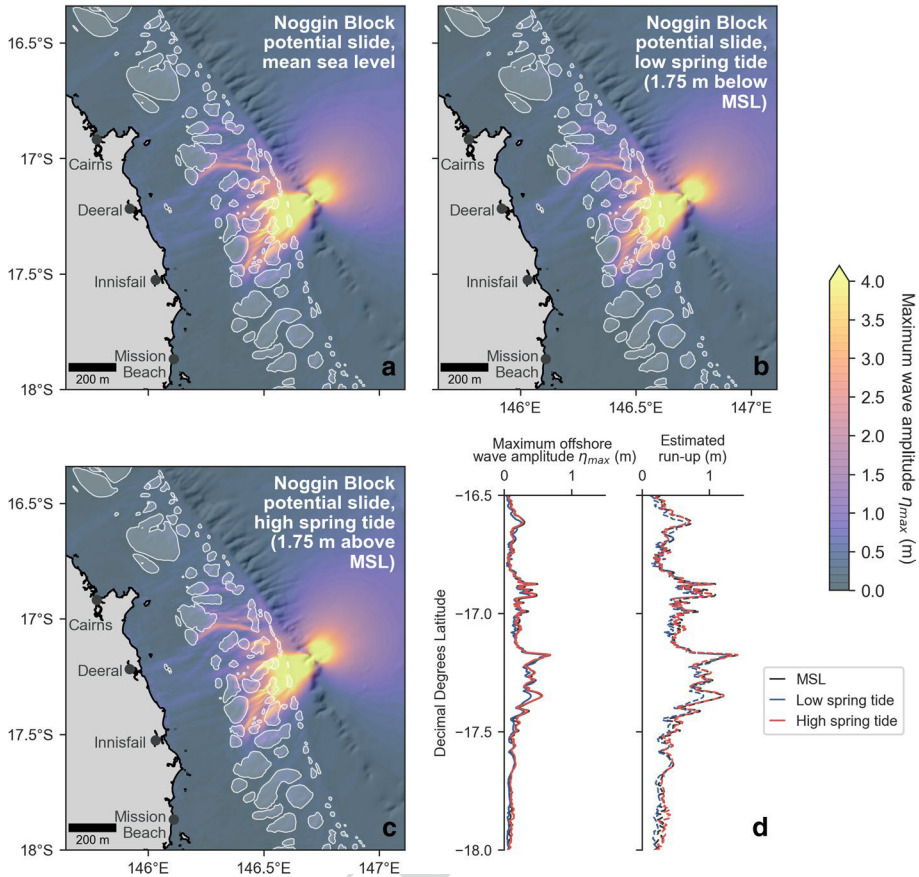 Noggin Block
potential slide,
mean sea level
16.5°S
17°S
17.5°S
18°S
Cairns
Deeral
Innisfail
Mission
Beach
200 m
a
Noggin Block
potential slide,
low spring tide
(1.75 m below
MSL)
Cairns
Deeral
Innisfail
Mission
Beach
200 m
b
146°E
146.5°E
147°E
4.0
3.5
3.0
2.5
2.0
1.5
1.0
0.5
0.0
Maximum wave amplitude ηmax (m)
Noggin Block
potential slide,
high spring tide
(1.75 m above
MSL)
16.5°S
17°S
17.5°S
18°S
Cairns
Deeral
Innisfail
Mission
Beach
200 m
c
146°E
146.5°E
147°E
Maximum offshore
wave amplitude ηmax (m)
0
1
Estimated
run-up (m)
0
1
−16.5
−17.0
−17.5
−18.0
Decimal Degrees Latitude
d
MSL
Low spring tide
High spring tide